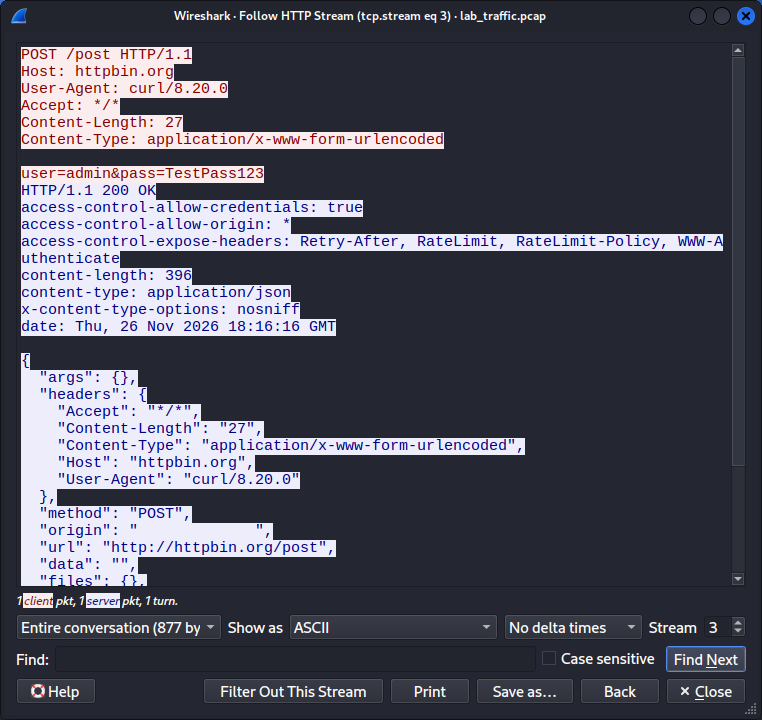 Wireshark · Follow HTTP Stream (tcp.stream eq 3) · lab_traffic.pcap
POST /post HTTP/1.1
Host: httpbin.org
User-Agent: curl/8.20.0
Accept: */*
Content-Length: 27
Content-Type: application/x-www-form-urlencoded
user=admin&pass=TestPass123
HTTP/1.1 200 OK
access-control-allow-credentials: true
access-control-allow-origin: *
access-control-expose-headers: Retry-After, RateLimit, RateLimit-Policy, WWW-A
uthenticate
content-length: 396
content-type: application/json
x-content-type-options: nosniff
date: Thu, 26 Nov 2026 18:16:16 GMT
{
  "args": {},
  "headers": {
    "Accept": "*/*",
    "Content-Length": "27",
    "Content-Type": "application/x-www-form-urlencoded",
    "Host": "httpbin.org",
    "User-Agent": "curl/8.20.0"
  },
  "method": "POST",
  "origin": "             ",
  "url": "http://httpbin.org/post",
  "data": "",
  "files": {},
1 client pkt, 1 server pkt, 1 turn.
Entire conversation (877 by Show as ASCII No delta times Stream 3
Find: Case sensitive Find Next
Help Filter Out This Stream Print Save as… Back Close